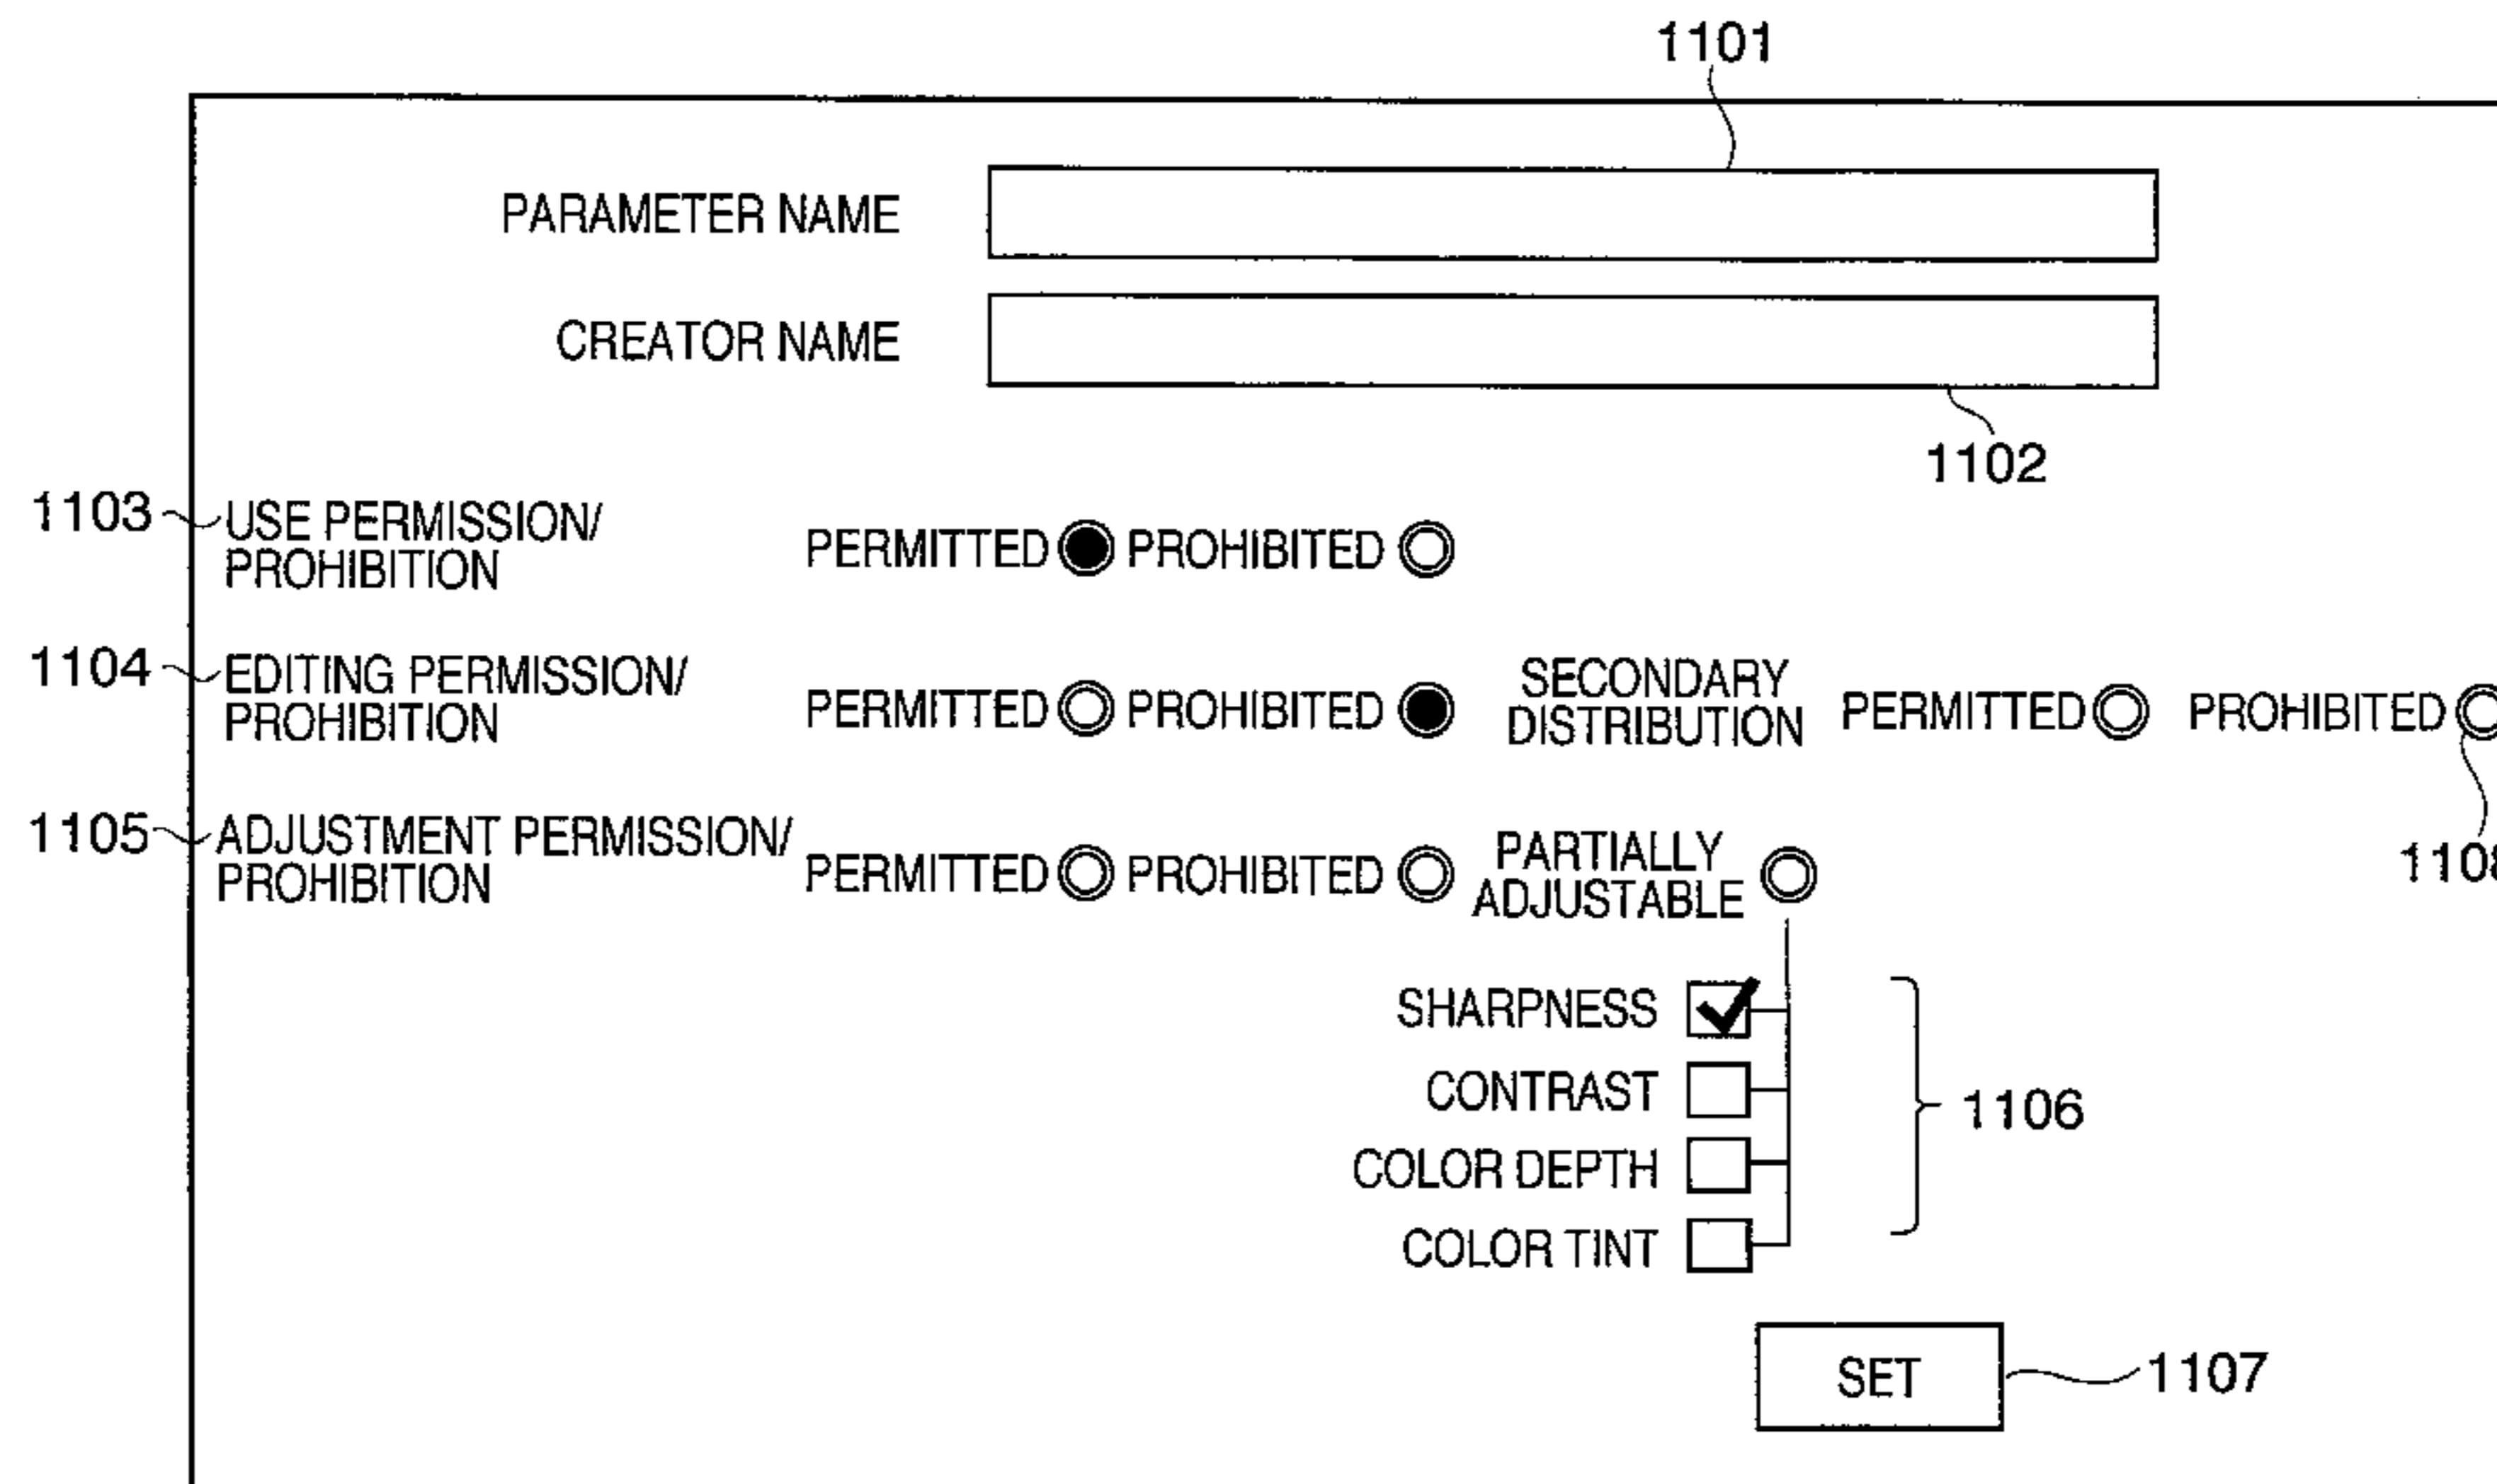 1101
PARAMETER NAME
CREATOR NAME
1102
1103 USE PERMISSION/
PROHIBITION
PERMITTED PROHIBITED
1104 EDITING PERMISSION/
PROHIBITION
PERMITTED PROHIBITED
SECONDARY
DISTRIBUTION
PERMITTED PROHIBITED
1108
1105 ADJUSTMENT PERMISSION/
PROHIBITION
PERMITTED PROHIBITED
PARTIALLY
ADJUSTABLE
SHARPNESS
CONTRAST
1106
COLOR DEPTH
COLOR TINT
SET
1107